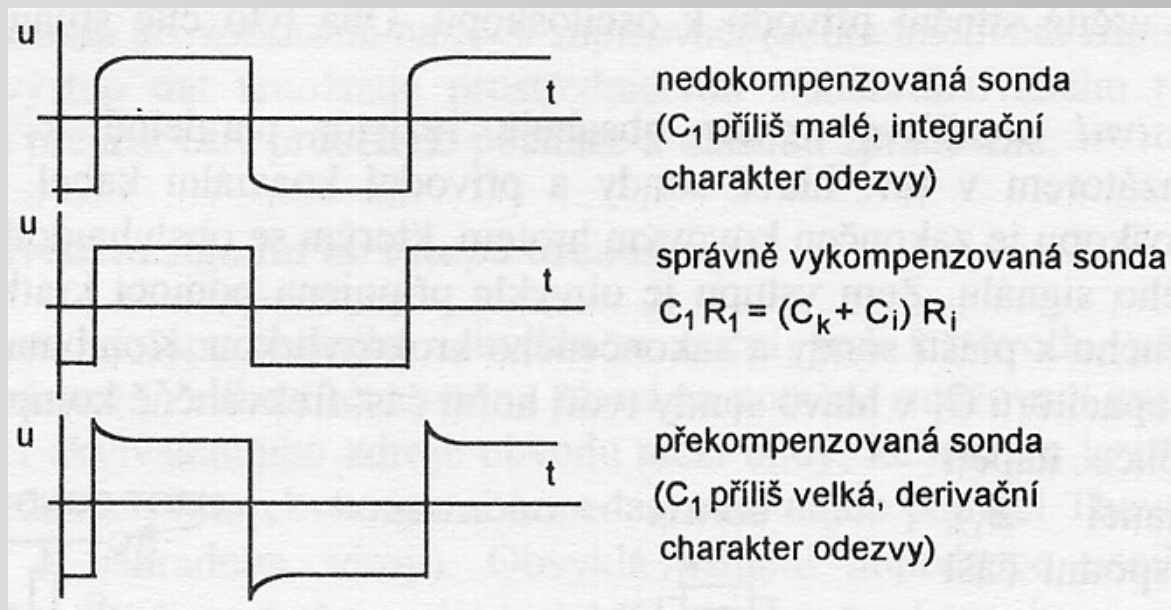 u
t
nedokompenzovaná sonda
(C1 příliš malé, integrační
charakter odezvy)
u
t
správně vykompenzovaná sonda
C1 R1 = (Ck + Ci) Ri
u
t
překompenzovaná sonda
(C1 příliš velká, derivační
charakter odezvy)